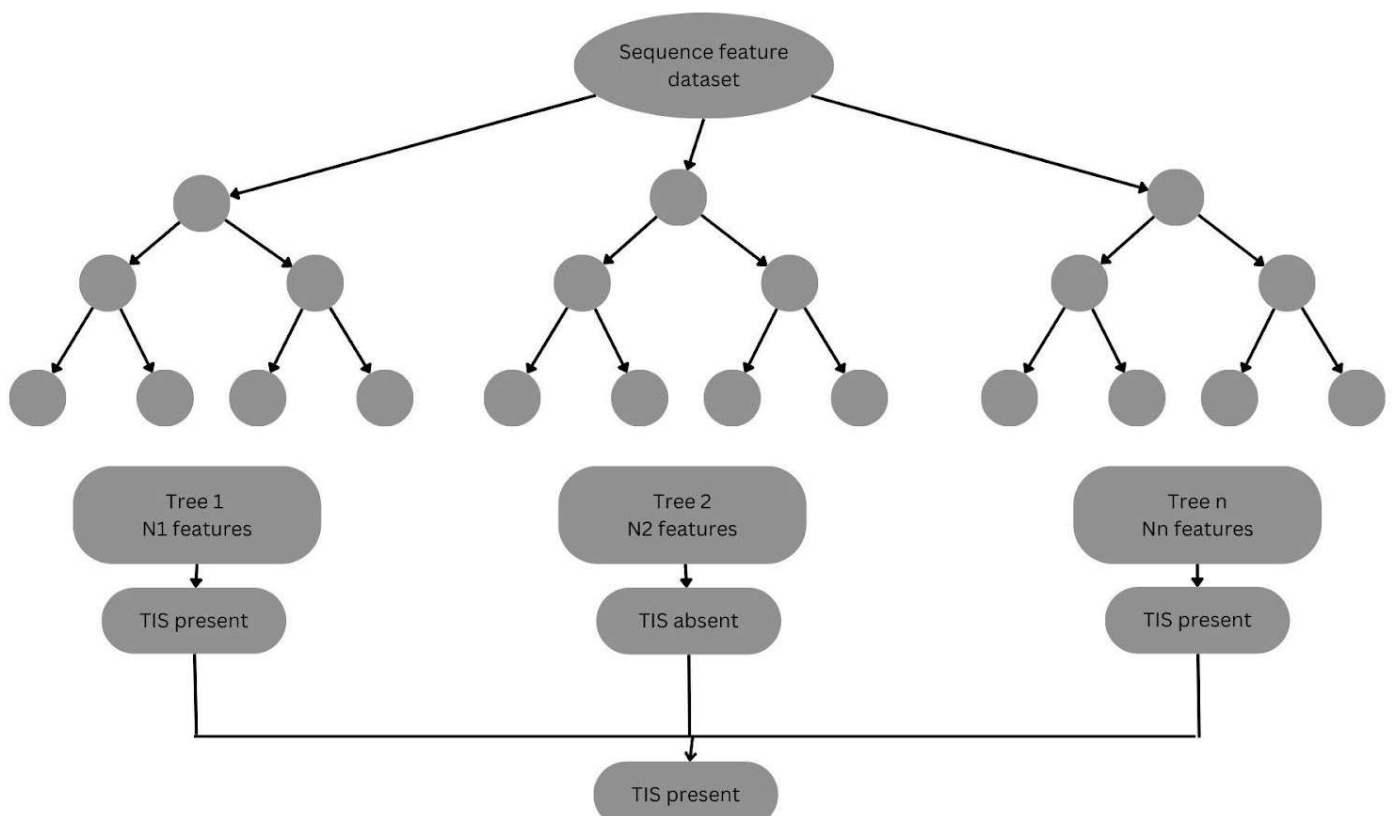 Sequence feature
dataset
Tree 1
N1 features
Tree 2
N2 features
Tree n
Nn features
TIS present
TIS absent
TIS present
TIS present